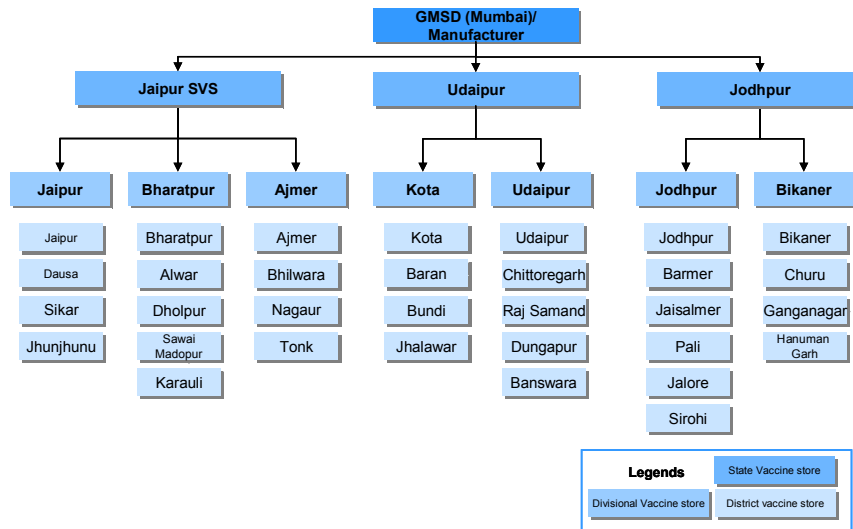 GMSD (Mumbai)/
Manufacturer
Jaipur SVS
Udaipur
Jodhpur
Jaipur
Bharatpur
Ajmer
Kota
Udaipur
Jodhpur
Bikaner
Jaipur
Dausa
Sikar
Jhunjhunu
Bharatpur
Alwar
Dholpur
Sawai
Madopur
Karauli
Ajmer
Bhilwara
Nagaur
Tonk
Kota
Baran
Bundi
Jhalawar
Udaipur
Chittoregarh
Raj Samand
Dungapur
Banswara
Jodhpur
Barmer
Jaisalmer
Pali
Jalore
Sirohi
Bikaner
Churu
Ganganagar
Hanuman
Garh
Legends
State Vaccine store
Divisional Vaccine store
District vaccine store